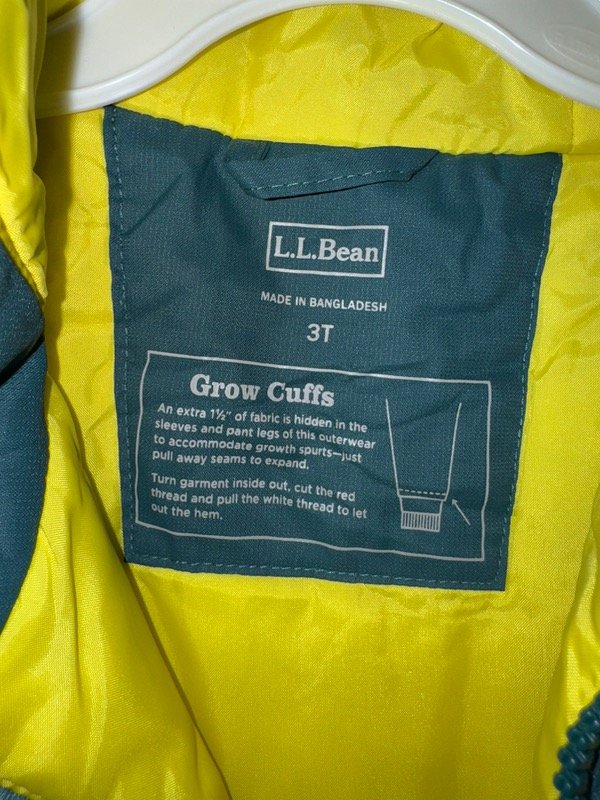 L.L.Bean
MADE IN BANGLADESH
3T
Grow Cuffs
An extra 1½" of fabric is hidden in the
sleeves and pant legs of this outerwear
to accommodate growth spurts—just
pull away seams to expand.
Turn garment inside out, cut the red
thread and pull the white thread to let
out the hem.